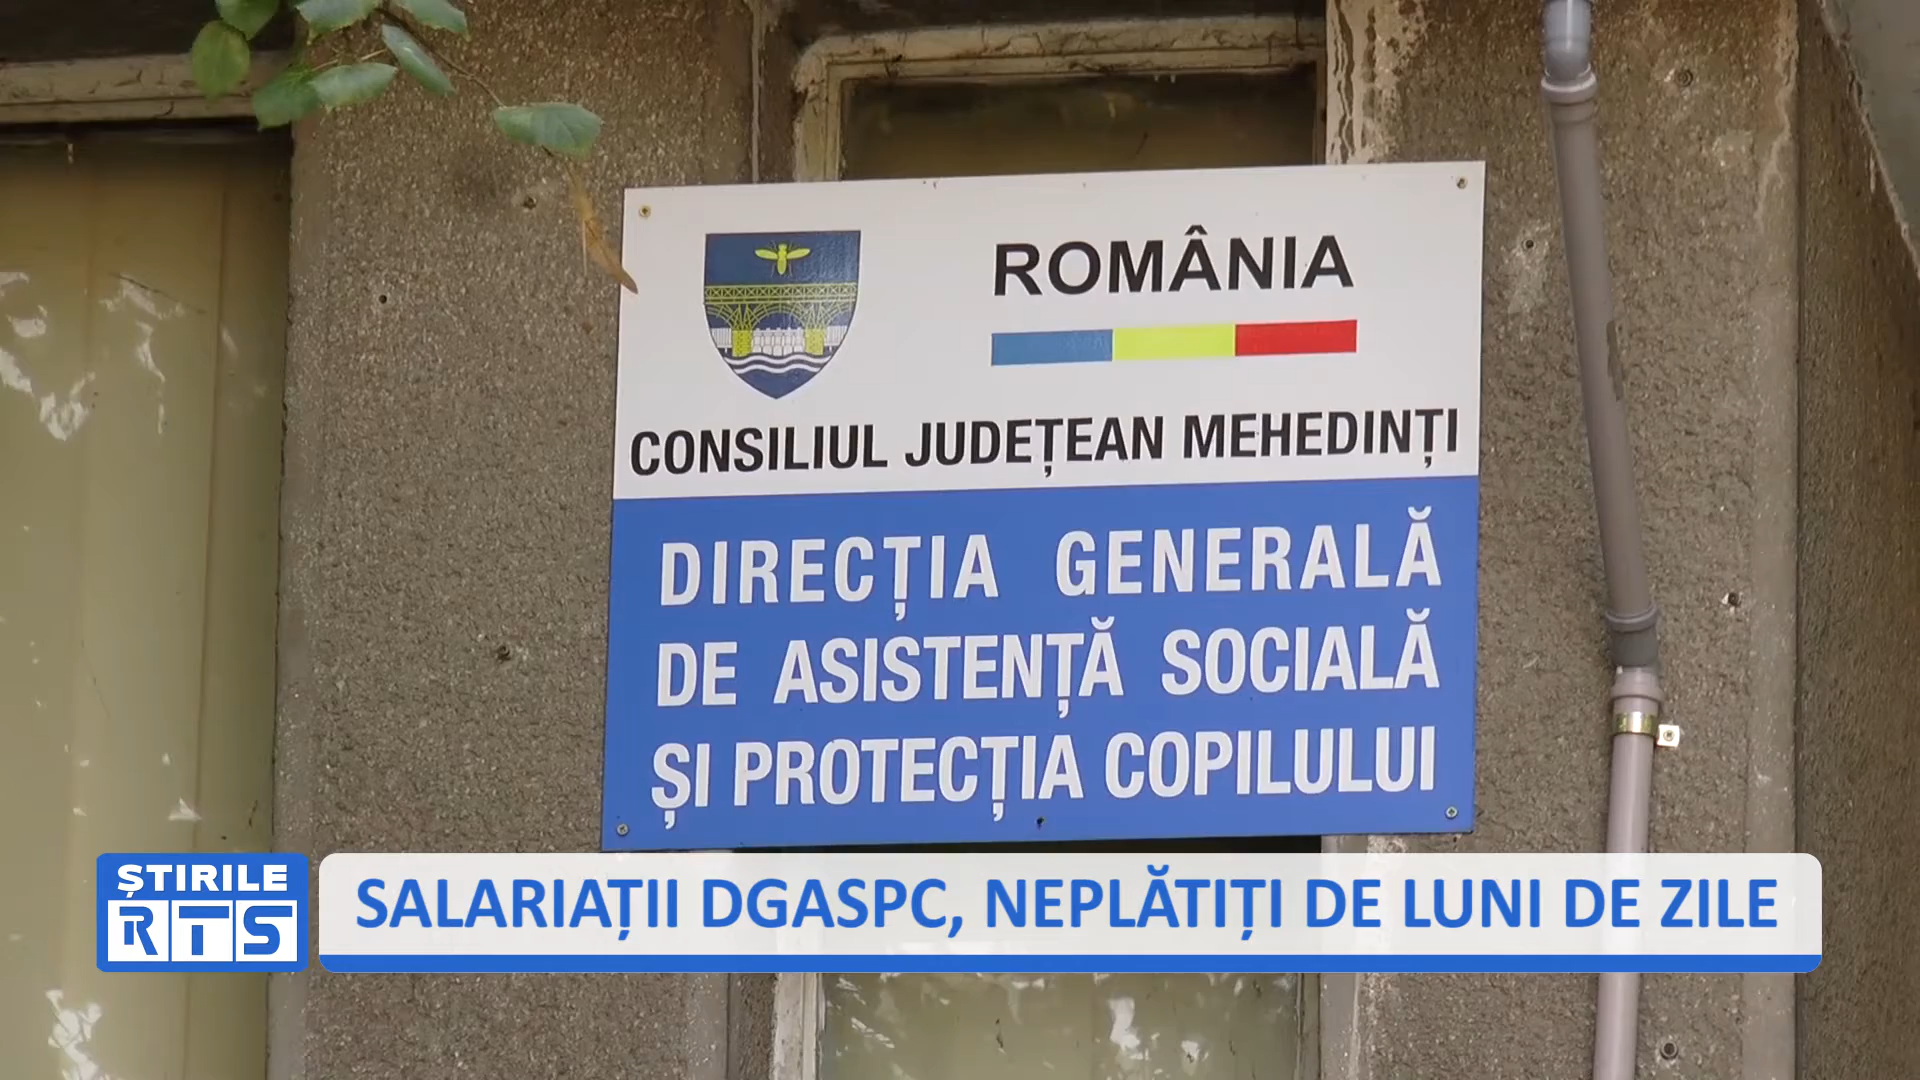 ROMÂNIA
CONSILIUL JUDEȚEAN MEHEDINȚI
DIRECȚIA GENERALĂ
DE ASISTENȚĂ SOCIALĂ
ȘI PROTECȚIA COPILULUI
ȘTIRILE
RTS
SALARIAȚII DGASPC, NEPLĂTIȚI DE LUNI DE ZILE